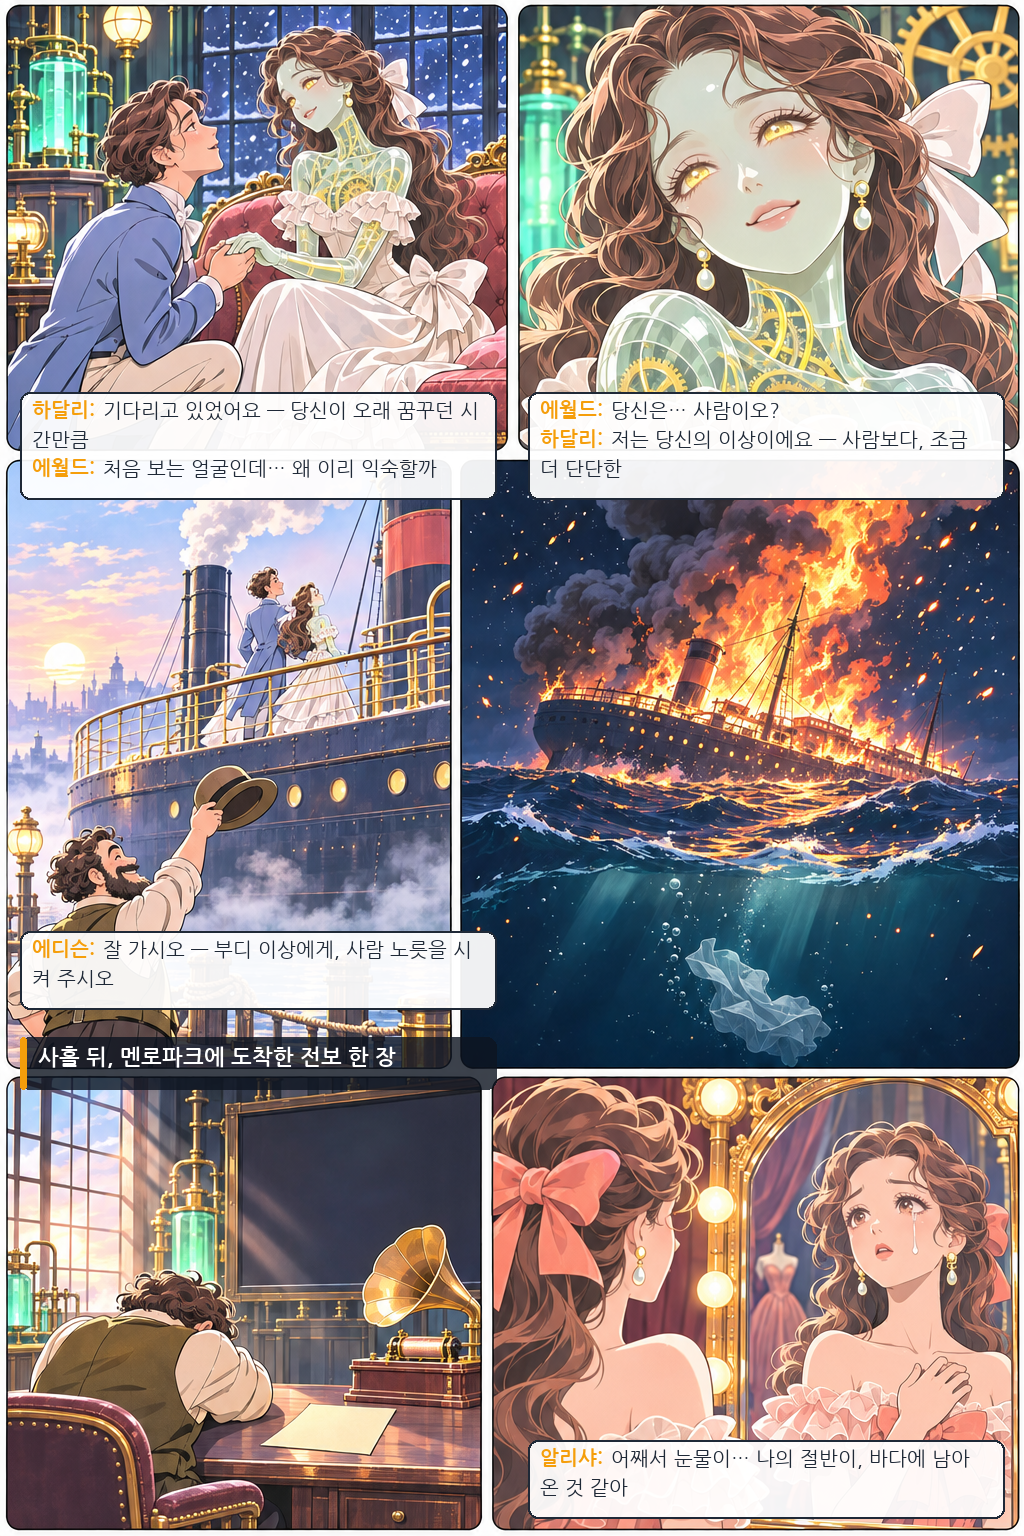 하달리: 기다리고 있었어요 — 당신이 오래 꿈꾸던 시
간만큼
에월드: 처음 보는 얼굴인데… 왜 이리 익숙할까
에월드: 당신은… 사람이오?
하달리: 저는 당신의 이상이에요 — 사람보다, 조금
더 단단한
에디슨: 잘 가시오 — 부디 이상에게, 사람 노릇을 시
켜 주시오
사흘 뒤, 멘로파크에 도착한 전보 한 장
알리샤: 어째서 눈물이… 나의 절반이, 바다에 남아
온 것 같아